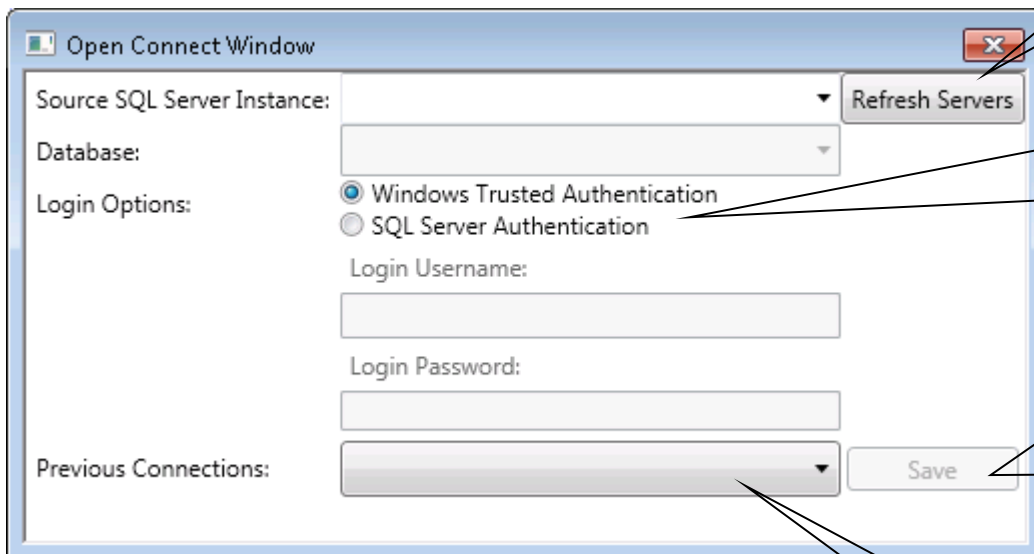 Open Connect Window
Source SQL Server Instance:
Refresh Servers
Database:
Login Options:
Windows Trusted Authentication
SQL Server Authentication
Login Username:
Login Password:
Previous Connections:
Save